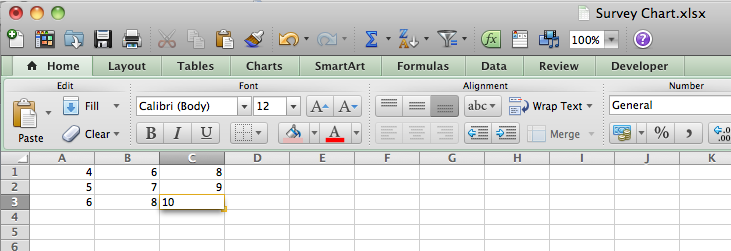 Survey Chart.xlsx
100%
fx
Home Layout Tables Charts SmartArt Formulas Data Review Developer
Edit Font Alignment Number
Fill Calibri (Body) 12 A A abc Wrap Text General
Paste Clear B I U A Merge % ,
A B C D E F G H I J K
1 4 6 8
2 5 7 9
3 6 8 10
4
5
6